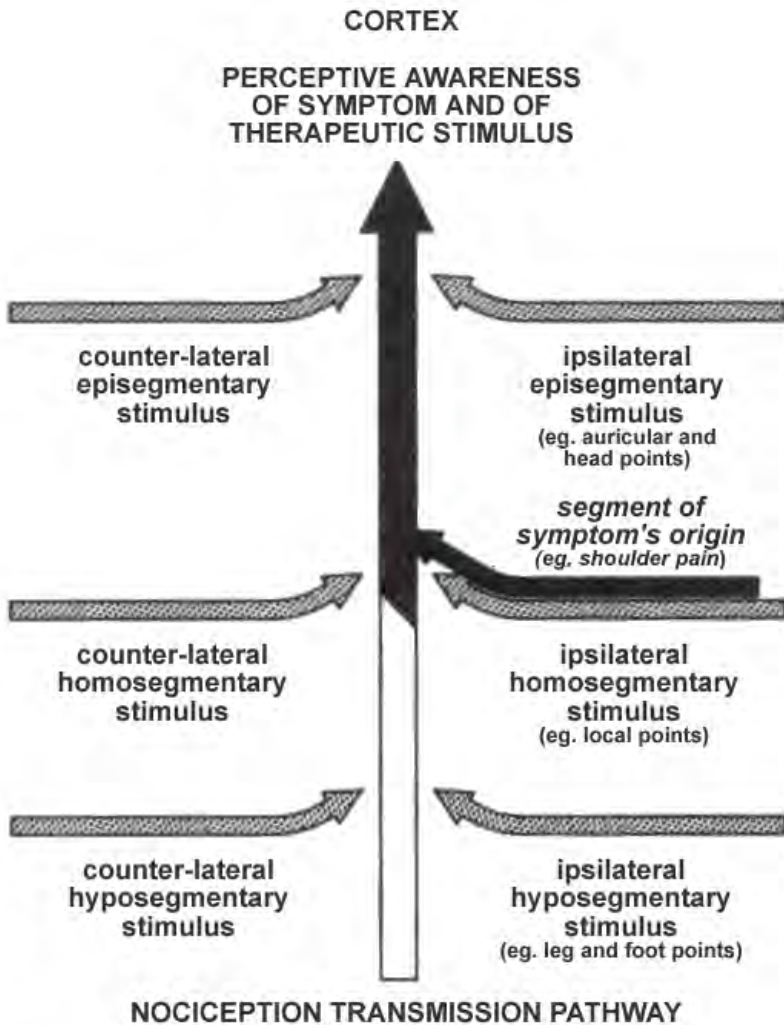 CORTEX
PERCEPTIVE AWARENESS
OF SYMPTOM AND OF
THERAPEUTIC STIMULUS
counter-lateral
episegmentary
stimulus
ipsilateral
episegmentary
stimulus
(eg. auricular and
head points)
segment of
symptom's origin
(eg. shoulder pain)
counter-lateral
homosegmentary
stimulus
ipsilateral
homosegmentary
stimulus
(eg. local points)
counter-lateral
hyposegmentary
stimulus
ipsilateral
hyposegmentary
stimulus
(eg. leg and foot points)
NOCICEPTION TRANSMISSION PATHWAY